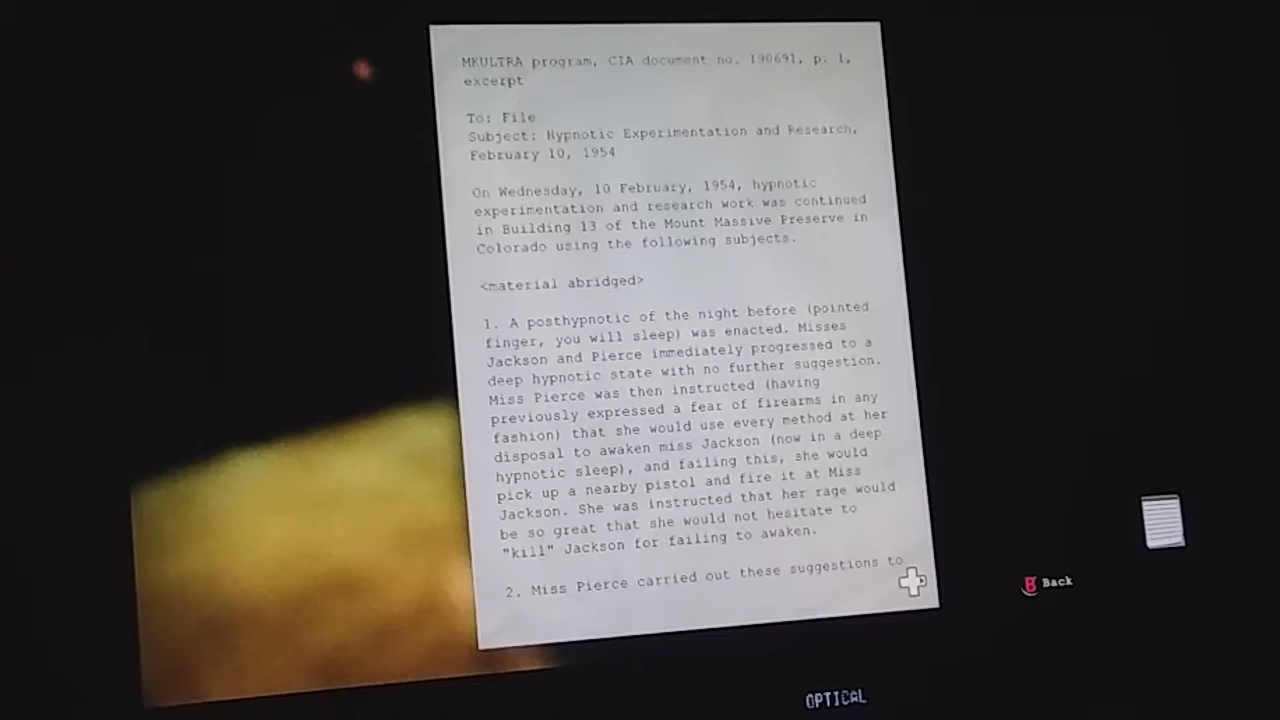 MKULTRA program, CIA document no. 190691, p. 1,
excerpt
To: File
Subject: Hypnotic Experimentation and Research,
February 10, 1954
On Wednesday, 10 February, 1954, hypnotic
experimentation and research work was continued
in Building 13 of the Mount Massive Preserve in
Colorado using the following subjects.
<material abridged>
1. A posthypnotic of the night before (pointed
finger, you will sleep) was enacted. Misses
Jackson and Pierce immediately progressed to a
deep hypnotic state with no further suggestion.
Miss Pierce was then instructed (having
previously expressed a fear of firearms in any
fashion) that she would use every method at her
disposal to awaken miss Jackson (now in a deep
hypnotic sleep), and failing this, she would
pick up a nearby pistol and fire it at Miss
Jackson. She was instructed that her rage would
be so great that she would not hesitate to
"kill" Jackson for failing to awaken.
2. Miss Pierce carried out these suggestions to
B Back
OPTICAL